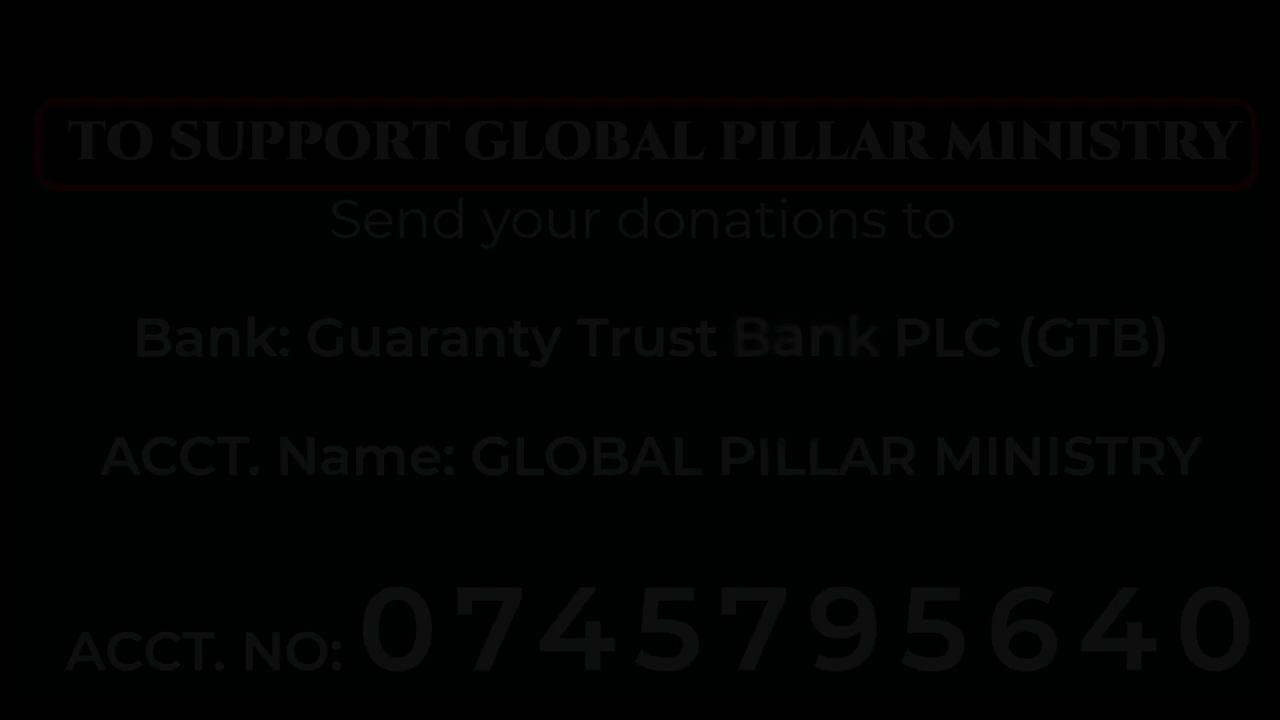 TO SUPPORT GLOBAL PILLAR MINISTRY
Send your donations to
Bank: Guaranty Trust Bank PLC (GTB)
ACCT. Name: GLOBAL PILLAR MINISTRY
ACCT. NO: 0745795640